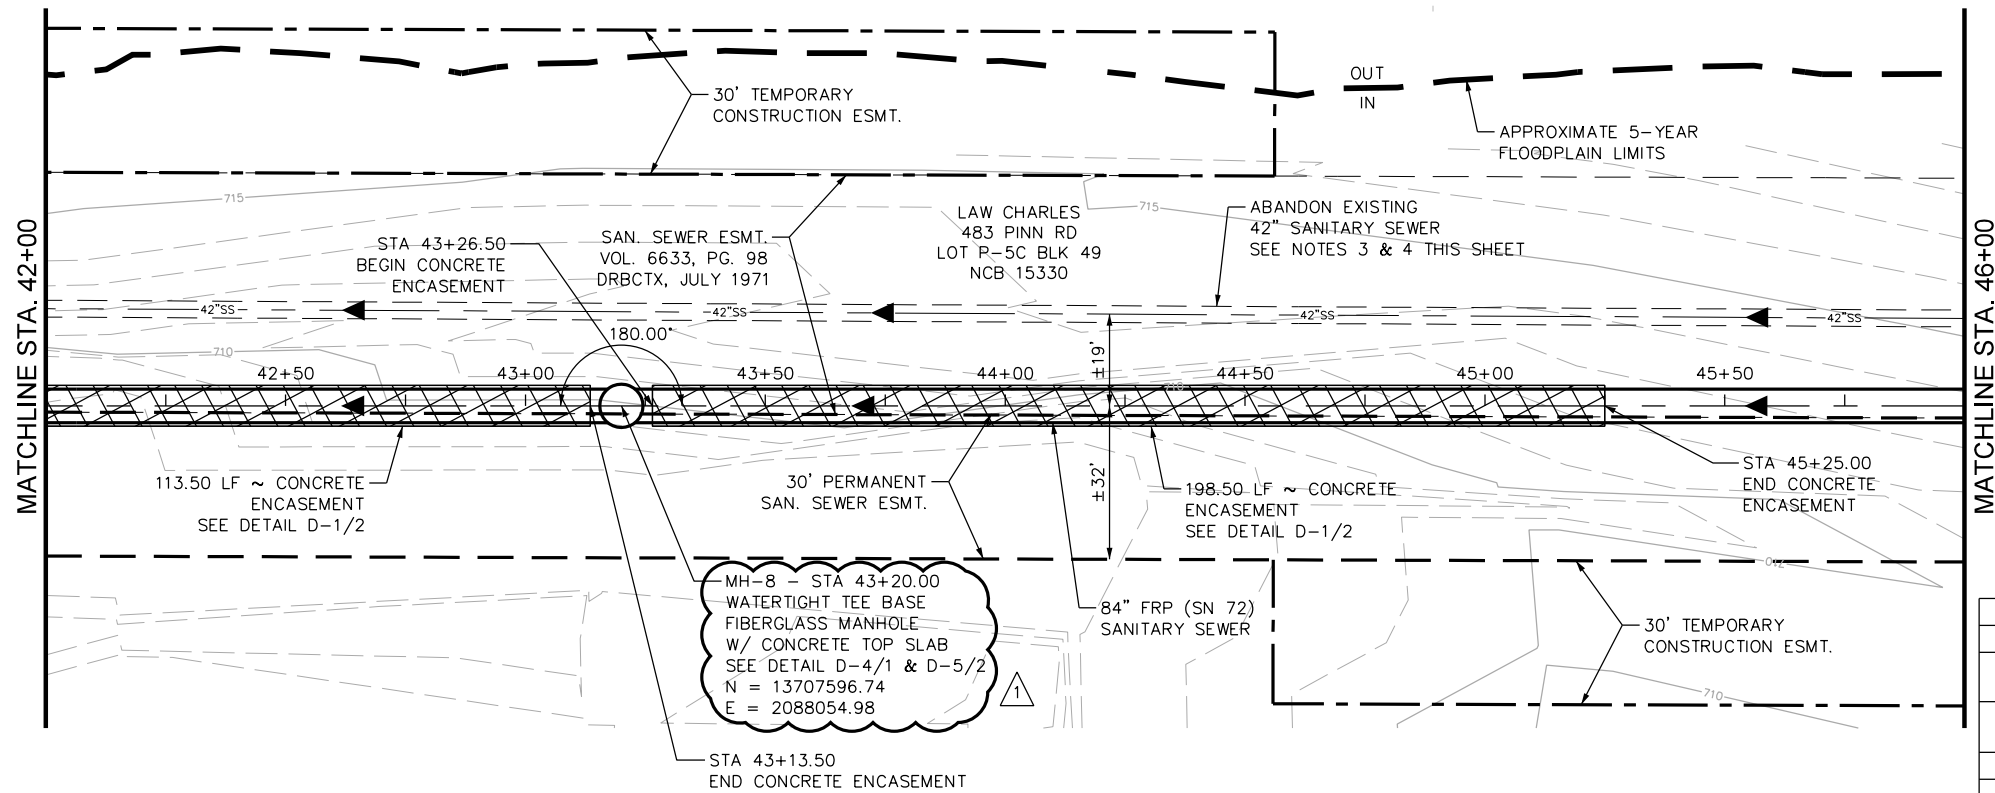 MATCHLINE STA. 42+00
30' TEMPORARY
CONSTRUCTION ESMT.
OUT
IN
APPROXIMATE 5-YEAR
FLOODPLAIN LIMITS
715
STA 43+26.50
BEGIN CONCRETE
ENCASEMENT
SAN. SEWER ESMT.
VOL. 6633, PG. 98
DRBCTX, JULY 1971
LAW CHARLES
483 PINN RD
LOT P-5C BLK 49
NCB 15330
715
ABANDON EXISTING
42" SANITARY SEWER
SEE NOTES 3 & 4 THIS SHEET
42"SS
42"SS
42"SS
42"SS
180.00°
±19'
710
42+50
43+00
43+50
44+00
44+50
45+00
45+50
710
113.50 LF ~ CONCRETE
ENCASEMENT
SEE DETAIL D-1/2
30' PERMANENT
SAN. SEWER ESMT.
±32'
198.50 LF ~ CONCRETE
ENCASEMENT
SEE DETAIL D-1/2
STA 45+25.00
END CONCRETE
ENCASEMENT
MH-8 - STA 43+20.00
WATERTIGHT TEE BASE
FIBERGLASS MANHOLE
W/ CONCRETE TOP SLAB
SEE DETAIL D-4/1 & D-5/2
N = 13707596.74
E = 2088054.98
1
84" FRP (SN 72)
SANITARY SEWER
30' TEMPORARY
CONSTRUCTION ESMT.
710
STA 43+13.50
END CONCRETE ENCASEMENT
MATCHLINE STA. 46+00